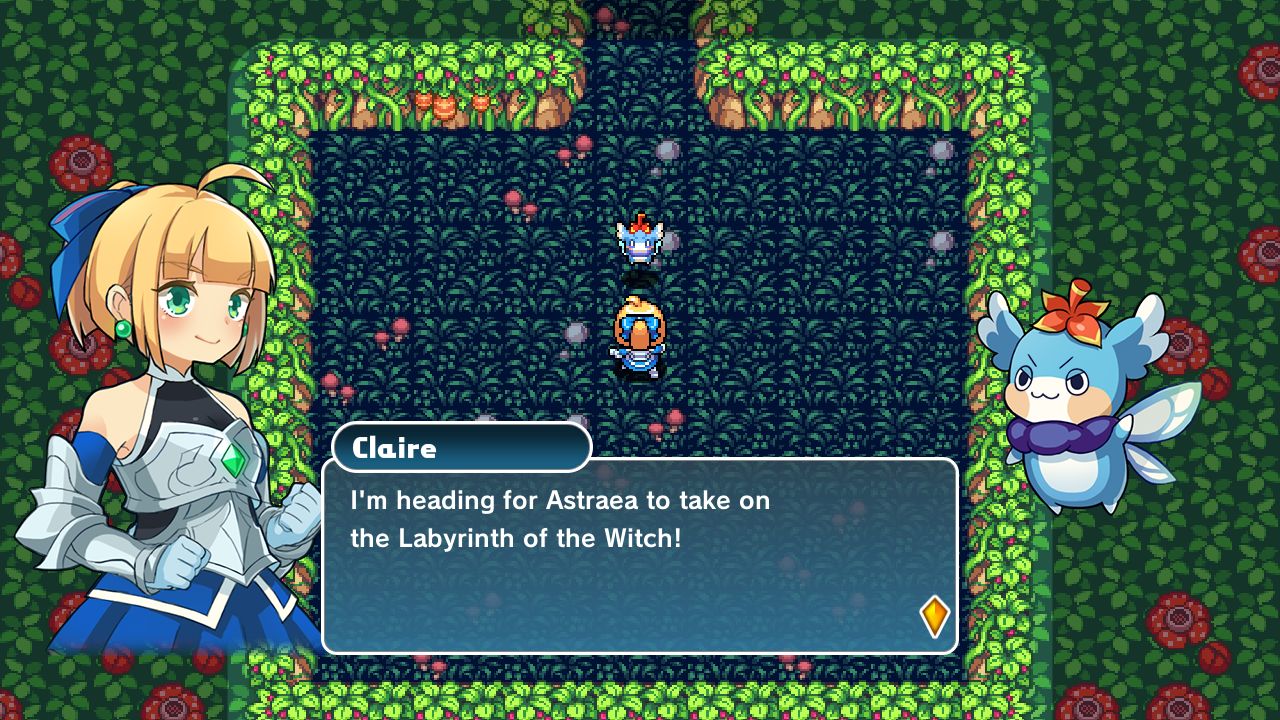 Claire
I'm heading for Astraea to take on
the Labyrinth of the Witch!